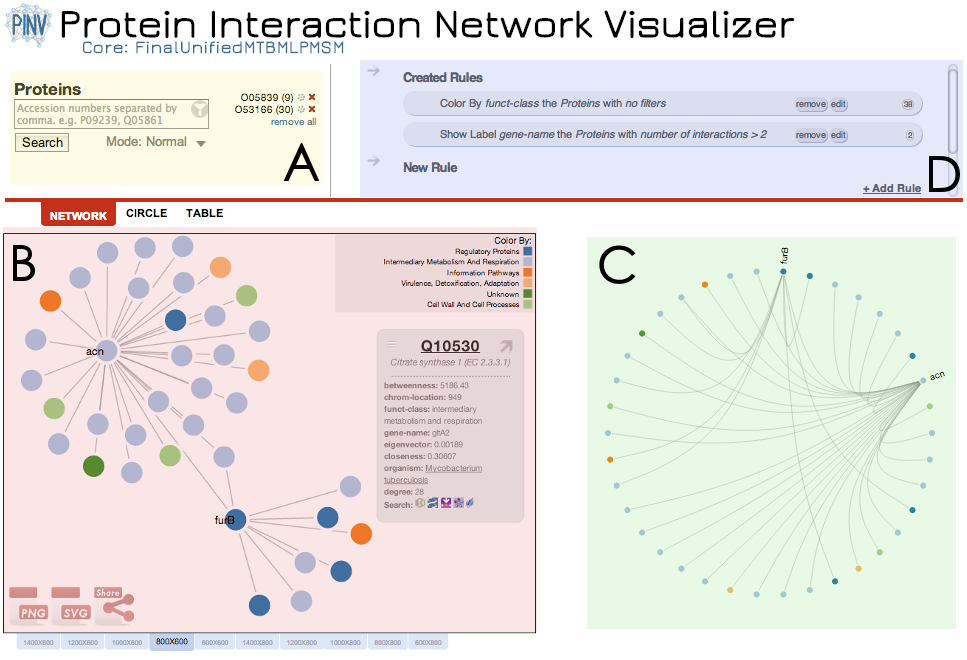 PINV
Protein Interaction Network Visualizer
Core: FinalUnifiedMTBMLPMSM
Proteins
Accession numbers separated by
comma. e.g. P09239, Q05861
O05839 (9)
O53166 (30)
remove all
Search
Mode: Normal
A
Created Rules
Color By funct-class the Proteins with no filters
remove edit 38
Show Label gene-name the Proteins with number of interactions > 2
remove edit 2
New Rule
+ Add Rule
D
NETWORK CIRCLE TABLE
B
Color By:
Regulatory Proteins
Intermediary Metabolism And Respiration
Information Pathways
Virulence, Detoxification, Adaptation
Unknown
Cell Wall And Cell Processes
acn
furB
Q10530
Citrate synthase 1 (EC 2.3.3.1)
betweenness: 5186.43
chrom-location: 949
funct-class: intermediary
metabolism and respiration
gene-name: gltA2
eigenvector: 0.00189
closeness: 0.30607
organism: Mycobacterium
tuberculosis
degree: 28
Search:
PNG SVG Share
1400X800 1200X800 1000X800 800X600 600X600 1400X800 1200X800 1000X800 800X800 600X800
C
furB
acn